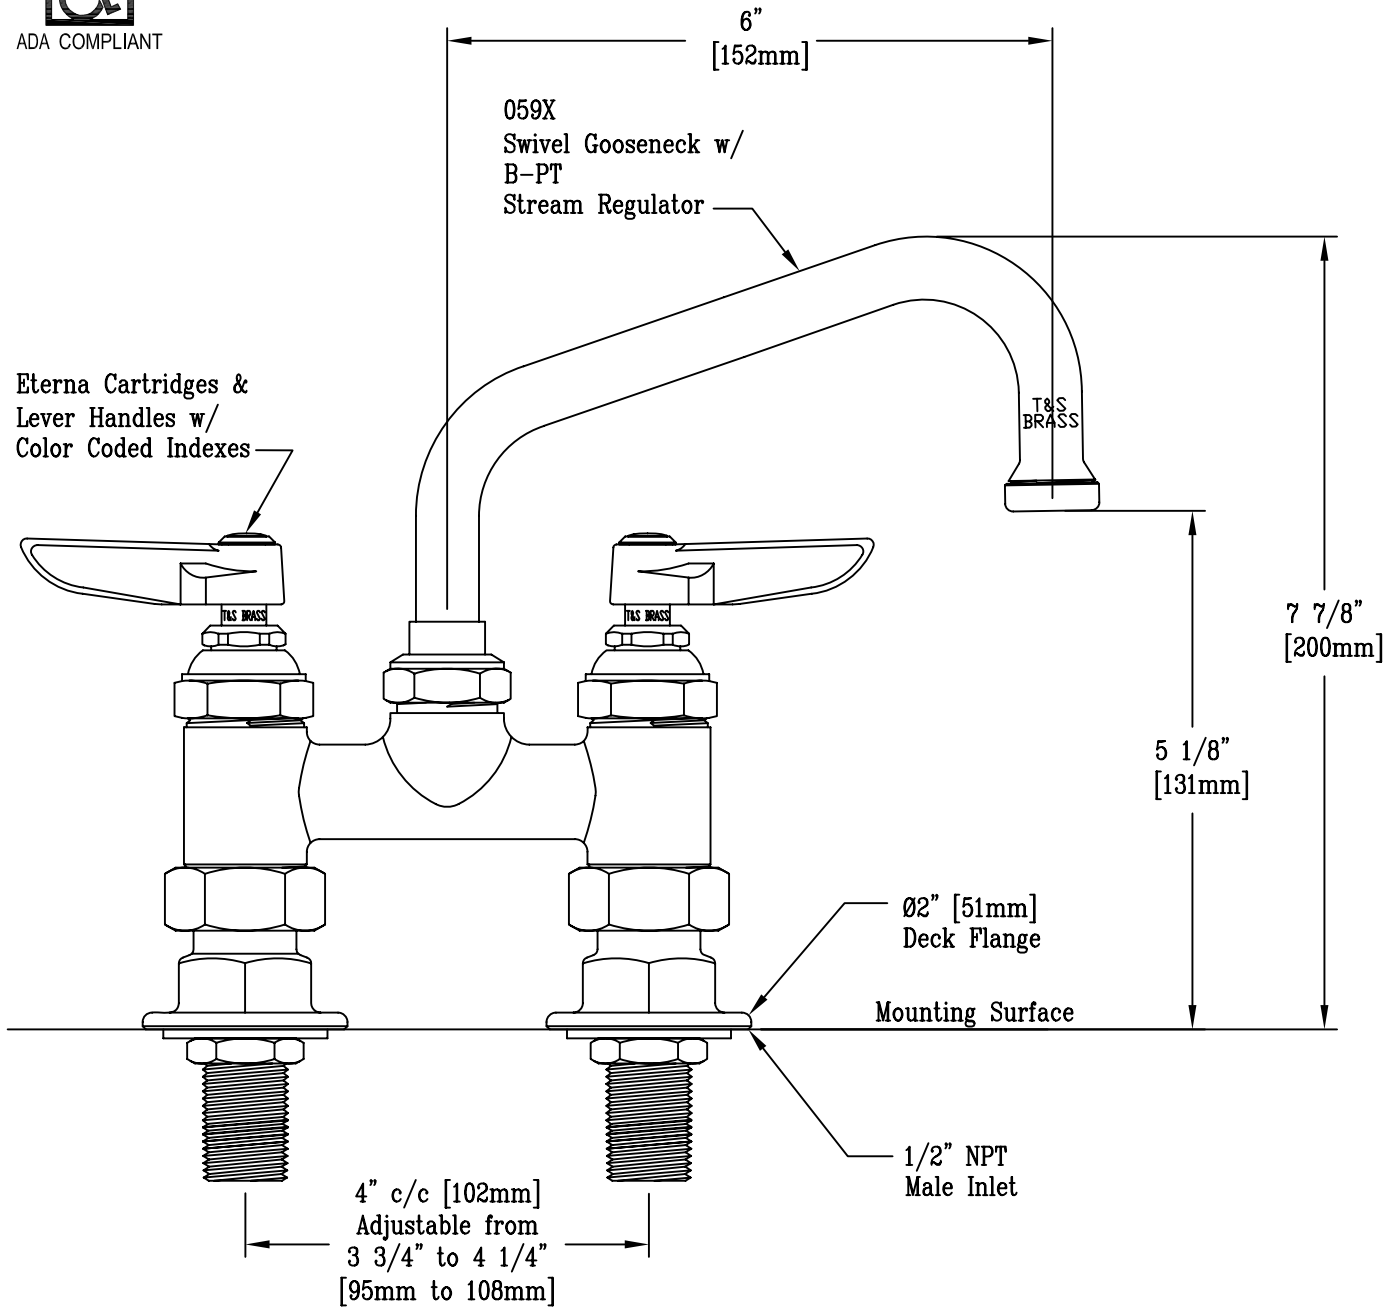 ADA COMPLIANT
6"
[152mm]
059X
Swivel Gooseneck w/
B-PT
Stream Regulator
T&S
BRASS
Eterna Cartridges &
Lever Handles w/
Color Coded Indexes
T&S BRASS
T&S BRASS
7 7/8"
[200mm]
5 1/8"
[131mm]
Ø2" [51mm]
Deck Flange
Mounting Surface
1/2" NPT
Male Inlet
4" c/c [102mm]
Adjustable from
3 3/4" to 4 1/4"
[95mm to 108mm]